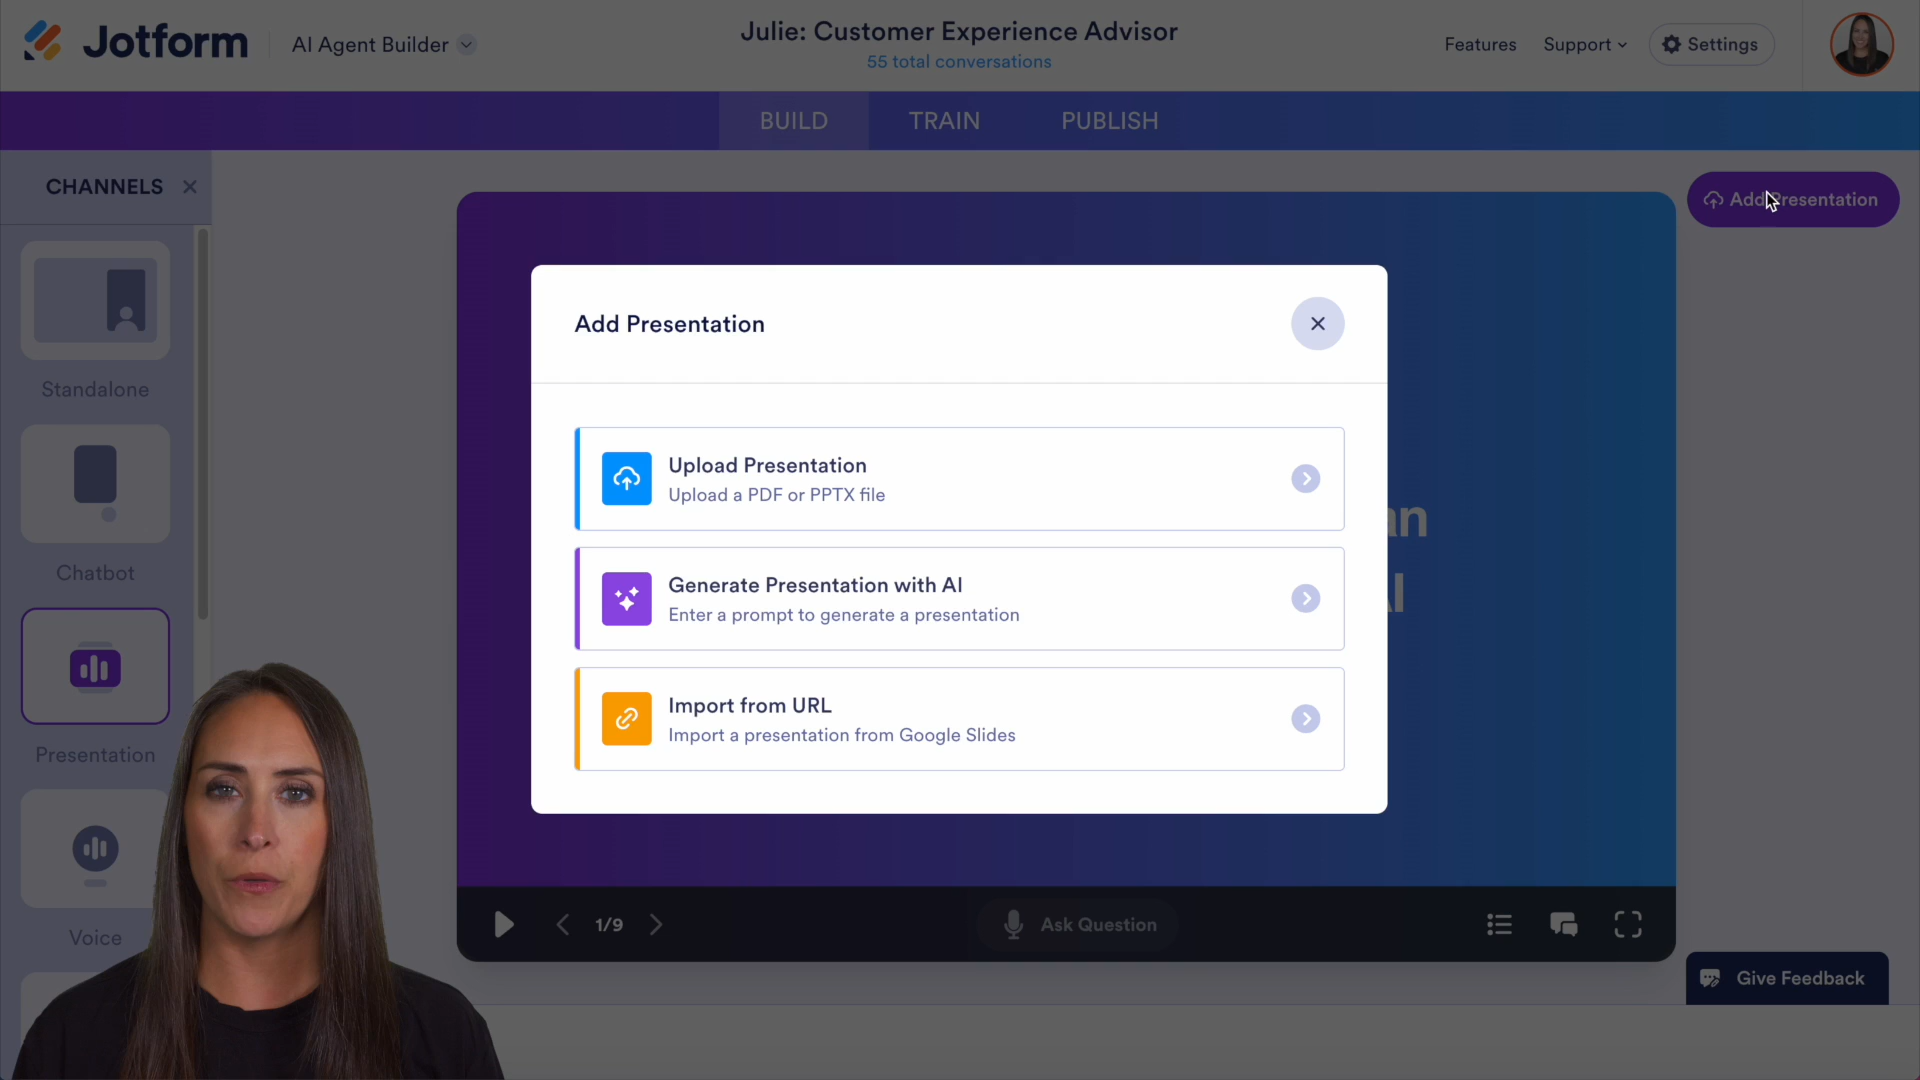 Jotform
AI Agent Builder
Julie: Customer Experience Advisor
55 total conversations
Features
Support
Settings
BUILD
TRAIN
PUBLISH
CHANNELS
Add Presentation
Standalone
Chatbot
Presentation
Voice
Add Presentation
Upload Presentation
Upload a PDF or PPTX file
Generate Presentation with AI
Enter a prompt to generate a presentation
Import from URL
Import a presentation from Google Slides
1/9
Ask Question
Give Feedback